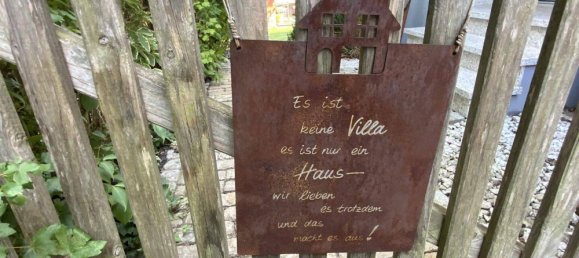 Es ist
keine Villa
es ist nur ein
Haus—
wir lieben
es trotzdem
und das
macht es aus!